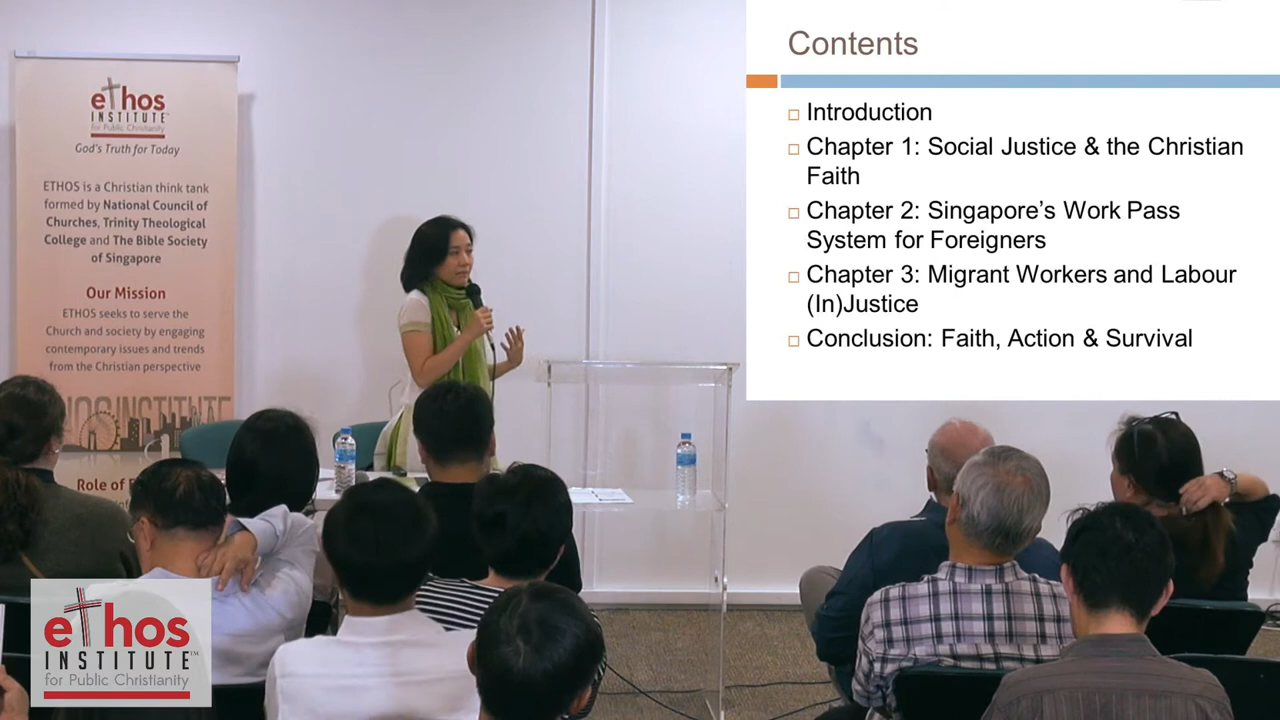 ethos
INSTITUTE
for Public Christianity
God's Truth for Today
ETHOS is a Christian think tank
formed by National Council of
Churches, Trinity Theological
College and The Bible Society
of Singapore
Our Mission
ETHOS seeks to serve the
Church and society by engaging
contemporary issues and trends
from the Christian perspective
Role of
Contents
Introduction
Chapter 1: Social Justice & the Christian
Faith
Chapter 2: Singapore's Work Pass
System for Foreigners
Chapter 3: Migrant Workers and Labour
(In)Justice
Conclusion: Faith, Action & Survival
ethos
INSTITUTE™
for Public Christianity